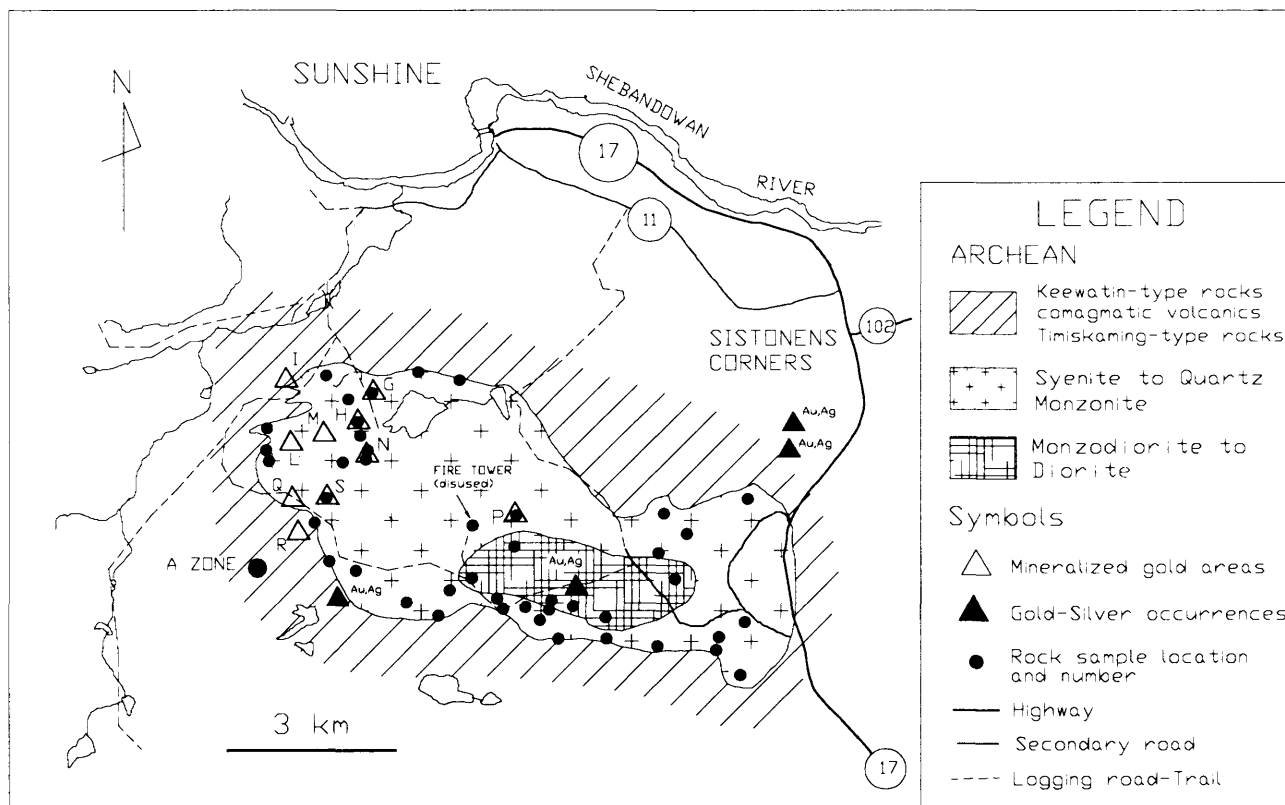 N
SUNSHINE
SHEBANDOWAN
RIVER
17
11
102
SISTONENS
CORNERS
Au,Ag
Au,Ag
I
G
H
M
N
L
Q
S
R
P
FIRE TOWER
(disused)
A ZONE
Au,Ag
Au,Ag
3 km
17
LEGEND
ARCHEAN
Keewatin-type rocks
comagmatic volcanics
Timiskaming-type rocks
Syenite to Quartz
Monzonite
Monzodiorite to
Diorite
Symbols
Mineralized gold areas
Gold-Silver occurrences
Rock sample location
and number
Highway
Secondary road
Logging road-Trail